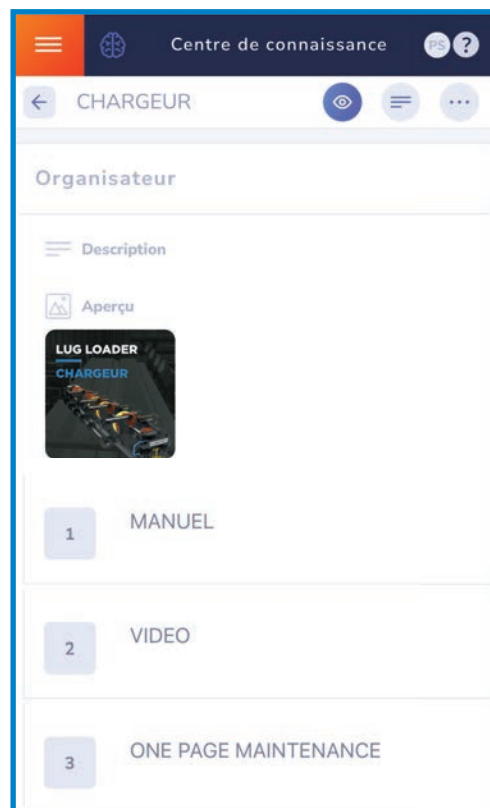 Centre de connaissance
PS ?
CHARGEUR
Organisateur
Description
Aperçu
LUG LOADER
CHARGEUR
1 MANUEL
2 VIDEO
3 ONE PAGE MAINTENANCE